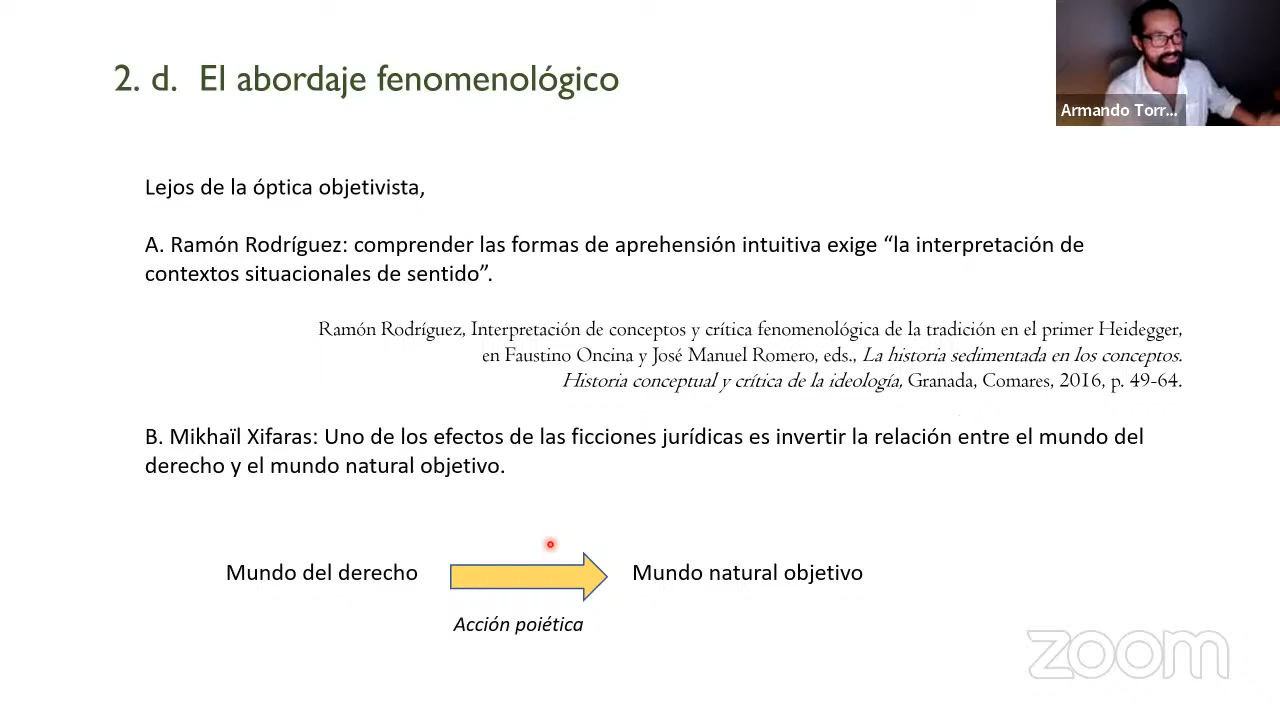 2. d. El abordaje fenomenológico
Armando Torr...
Lejos de la óptica objetivista,
A. Ramón Rodríguez: comprender las formas de aprehensión intuitiva exige “la interpretación de
contextos situacionales de sentido”.
Ramón Rodríguez, Interpretación de conceptos y crítica fenomenológica de la tradición en el primer Heidegger,
en Faustino Oncina y José Manuel Romero, eds., La historia sedimentada en los conceptos.
Historia conceptual y crítica de la ideología, Granada, Comares, 2016, p. 49-64.
B. Mikhaïl Xifaras: Uno de los efectos de las ficciones jurídicas es invertir la relación entre el mundo del
derecho y el mundo natural objetivo.
Mundo del derecho
Mundo natural objetivo
Acción poiética
zoom